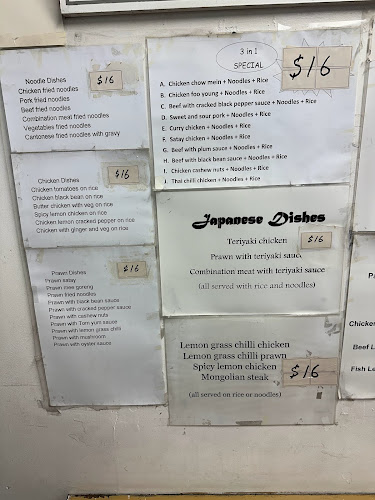 Noodle Dishes
$16
Chicken fried noodles
Pork fried noodles
Beef fried noodles
Combination meat fried noodles
Vegetables fried noodles
Cantonese fried noodles with gravy
Chicken Dishes
$16
Chicken tomatoes on rice
Chicken black bean on rice
Butter chicken with veg on rice
Spicy lemon chicken on rice
Chicken lemon cracked pepper on rice
Chicken with ginger and veg on rice
Prawn Dishes
$16
Prawn satay
Prawn mee goreng
Prawn fried noodles
Prawn with black bean sauce
Prawn with cracked pepper sauce
Prawn with cashew nuts
Prawn with Tom yum sauce
Prawn with lemon grass chilli
Prawn with mushroom
Prawn with oyster sauce
3 in 1
SPECIAL
$16
A. Chicken chow mein + Noodles + Rice
B. Chicken foo young + Noodles + Rice
C. Beef with cracked black pepper sauce + Noodles + Rice
D. Sweet and sour pork + Noodles + Rice
E. Curry chicken + Noodles + Rice
F. Satay chicken + Noodles + Rice
G. Beef with plum sauce + Noodles + Rice
H. Beef with black bean sauce + Noodles + Rice
I. Chicken cashew nuts + Noodles + Rice
J. Thai chilli chicken + Noodles + Rice
Japanese Dishes
Teriyaki chicken
$16
Prawn with teriyaki sauce
Combination meat with teriyaki sauce
(all served with rice and noodles)
Lemon grass chilli chicken
Lemon grass chilli prawn
Spicy lemon chicken
Mongolian steak
$16
(all served on rice or noodles)
Chicken
Beef L
Fish L